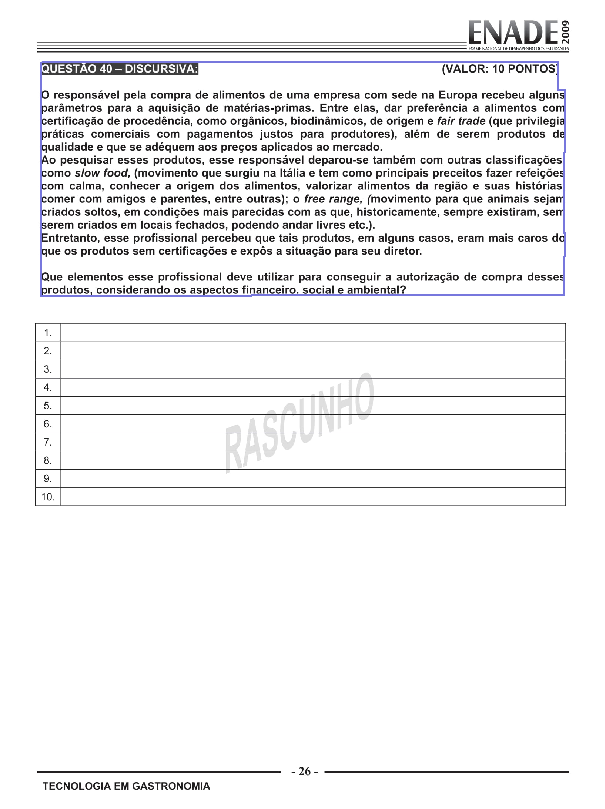 ENADE 2009
EXAME NACIONAL DE DESEMPENHO DOS ESTUDANTES
QUESTÃO 40 – DISCURSIVA: (VALOR: 10 PONTOS)
O responsável pela compra de alimentos de uma empresa com sede na Europa recebeu alguns
parâmetros para a aquisição de matérias-primas. Entre elas, dar preferência a alimentos com
certificação de procedência, como orgânicos, biodinâmicos, de origem e fair trade (que privilegia
práticas comerciais com pagamentos justos para produtores), além de serem produtos de
qualidade e que se adéquem aos preços aplicados ao mercado.
Ao pesquisar esses produtos, esse responsável deparou-se também com outras classificações
como slow food, (movimento que surgiu na Itália e tem como principais preceitos fazer refeições
com calma, conhecer a origem dos alimentos, valorizar alimentos da região e suas histórias
comer com amigos e parentes, entre outras); o free range, (movimento para que animais sejam
criados soltos, em condições mais parecidas com as que, historicamente, sempre existiram, sem
serem criados em locais fechados, podendo andar livres etc.).
Entretanto, esse profissional percebeu que tais produtos, em alguns casos, eram mais caros do
que os produtos sem certificações e expôs a situação para seu diretor.
Que elementos esse profissional deve utilizar para conseguir a autorização de compra desses
produtos, considerando os aspectos financeiro, social e ambiental?
1.
2.
3.
4.
5.
6.
7.
8.
9.
10.
RASCUNHO
- 26 -
TECNOLOGIA EM GASTRONOMIA